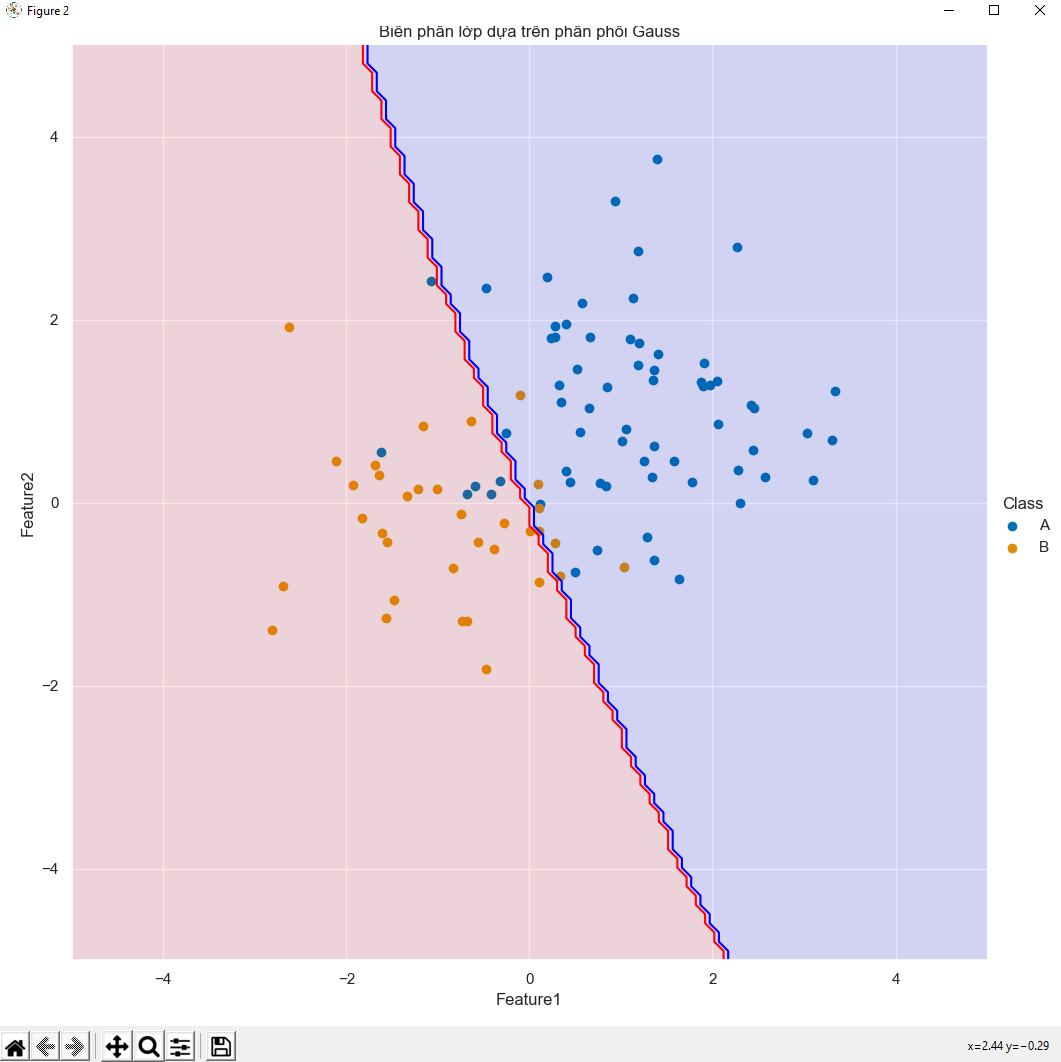 Figure 2
Biên phân lớp dựa trên phân phối Gauss
4
2
0
−2
−4
Feature2
−4
−2
0
2
4
Feature1
Class
A
B
x=2.44 y=−0.29